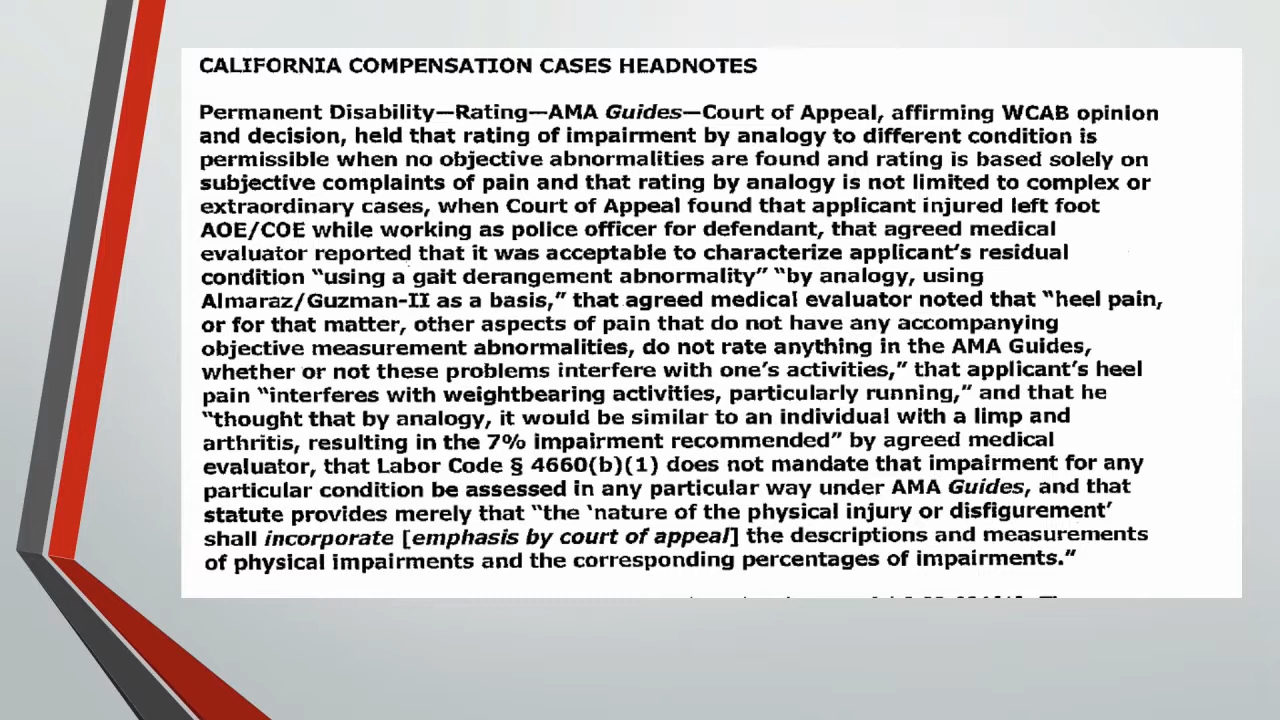 CALIFORNIA COMPENSATION CASES HEADNOTES
Permanent Disability—Rating—AMA Guides—Court of Appeal, affirming WCAB opinion
and decision, held that rating of impairment by analogy to different condition is
permissible when no objective abnormalities are found and rating is based solely on
subjective complaints of pain and that rating by analogy is not limited to complex or
extraordinary cases, when Court of Appeal found that applicant injured left foot
AOE/COE while working as police officer for defendant, that agreed medical
evaluator reported that it was acceptable to characterize applicant's residual
condition “using a gait derangement abnormality” “by analogy, using
Almaraz/Guzman-II as a basis,” that agreed medical evaluator noted that “heel pain,
or for that matter, other aspects of pain that do not have any accompanying
objective measurement abnormalities, do not rate anything in the AMA Guides,
whether or not these problems interfere with one's activities,” that applicant's heel
pain “interferes with weightbearing activities, particularly running,” and that he
“thought that by analogy, it would be similar to an individual with a limp and
arthritis, resulting in the 7% impairment recommended” by agreed medical
evaluator, that Labor Code § 4660(b)(1) does not mandate that impairment for any
particular condition be assessed in any particular way under AMA Guides, and that
statute provides merely that “the ‘nature of the physical injury or disfigurement’
shall incorporate [emphasis by court of appeal] the descriptions and measurements
of physical impairments and the corresponding percentages of impairments.”